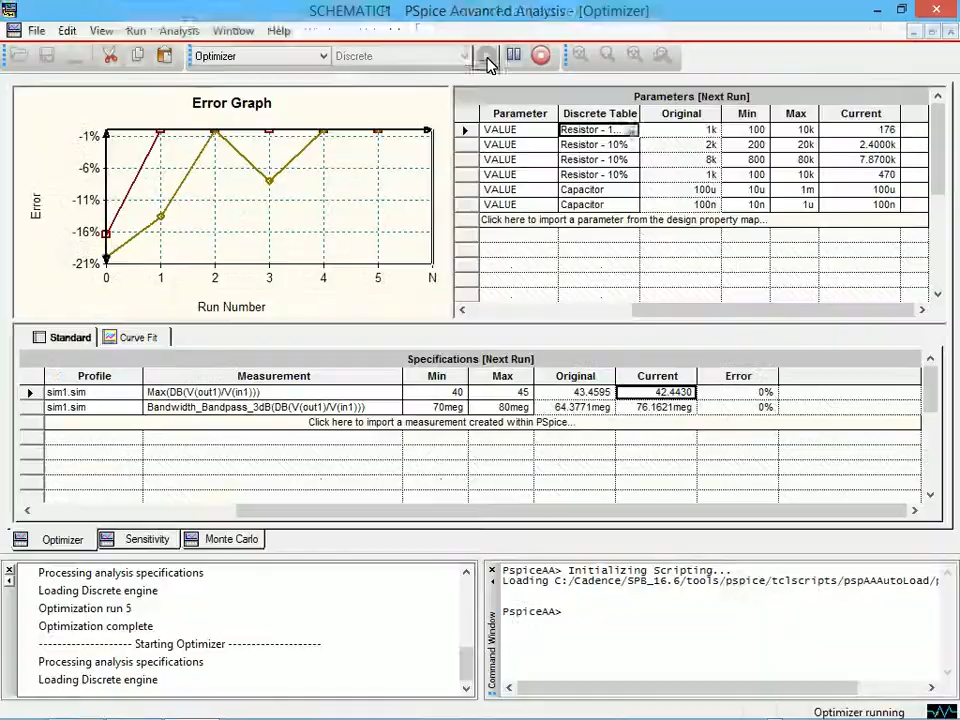 SCHEMATIC1 PSpice Advanced Analysis - [Optimizer]
File Edit View Run Analysis Window Help
Optimizer Discrete
Error Graph
-1%
-6%
-11%
-16%
-21%
Error
0 1 2 3 4 5 N
Run Number
Parameters [Next Run]
Parameter Discrete Table Original Min Max Current
VALUE Resistor - 1... 1k 100 10k 176
VALUE Resistor - 10% 2k 200 20k 2.4000k
VALUE Resistor - 10% 8k 800 80k 7.8700k
VALUE Resistor - 10% 1k 100 10k 470
VALUE Capacitor 100u 10u 1m 100u
VALUE Capacitor 100n 10n 1u 100n
Click here to import a parameter from the design property map...
Standard Curve Fit
Specifications [Next Run]
Profile Measurement Min Max Original Current Error
sim1.sim Max(DB(V(out1)/V(in1))) 40 45 43.4595 42.4430 0%
sim1.sim Bandwidth_Bandpass_3dB(DB(V(out1)/V(in1))) 70meg 80meg 64.3771meg 76.1621meg 0%
Click here to import a measurement created within PSpice...
Optimizer Sensitivity Monte Carlo
Processing analysis specifications
Loading Discrete engine
Optimization run 5
Optimization complete
-------------------- Starting Optimizer --------------------
Processing analysis specifications
Loading Discrete engine
Command Window
PspiceAA> Initializing Scripting...
Loading C:/Cadence/SPB_16.6/tools/pspice/tclscripts/pspAAAutoLoad/
PspiceAA>
Optimizer running